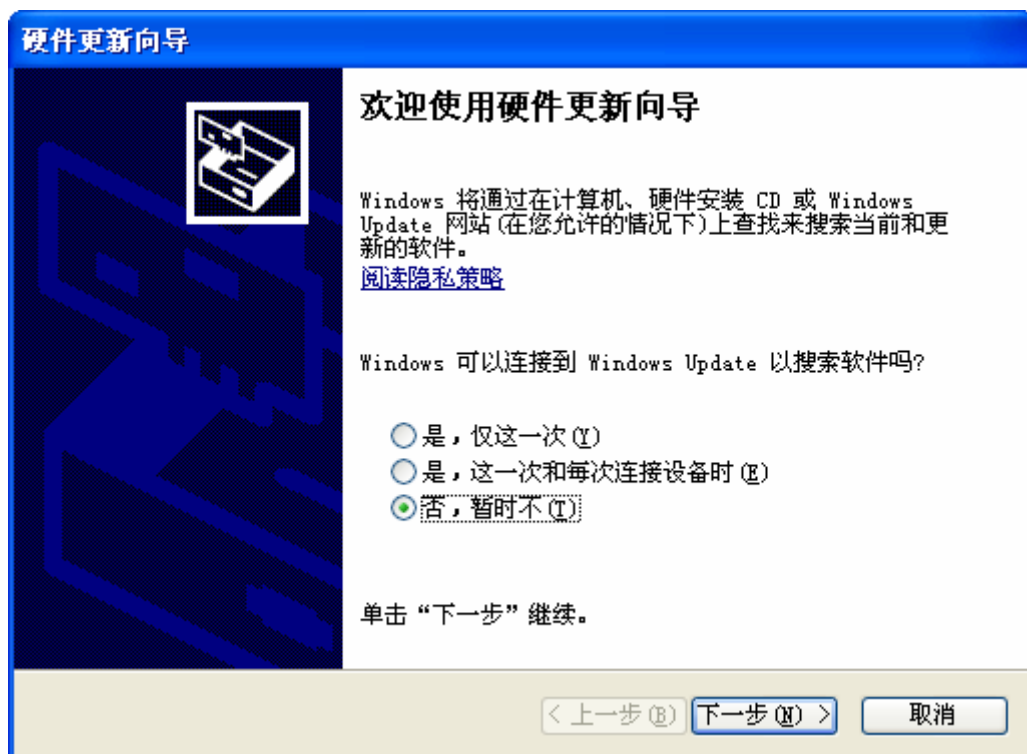 硬件更新向导
欢迎使用硬件更新向导
Windows 将通过在计算机、硬件安装 CD 或 Windows
Update 网站(在您允许的情况下)上查找来搜索当前和更
新的软件。
阅读隐私策略
Windows 可以连接到 Windows Update 以搜索软件吗?
是，仅这一次(Y)
是，这一次和每次连接设备时(E)
否，暂时不(T)
单击“下一步”继续。
< 上一步(B) 下一步(N) > 取消